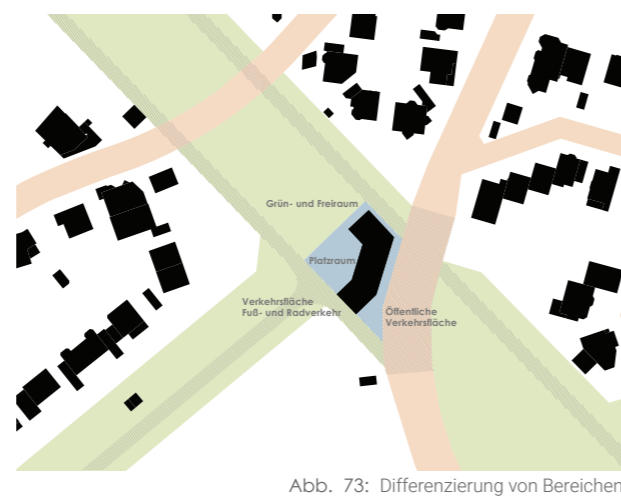 Grün- und Freiraum
Platzraum
Verkehrsfläche
Fuß- und Radverkehr
Öffentliche
Verkehrsfläche
Abb. 73: Differenzierung von Bereichen